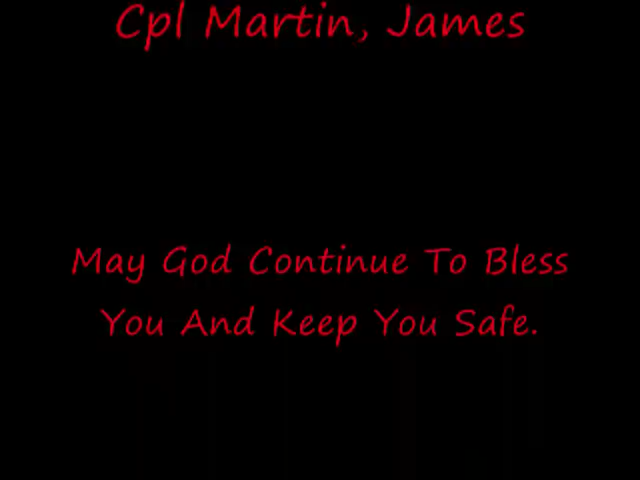 Cpl Martin, James
May God Continue To Bless
You And Keep You Safe.